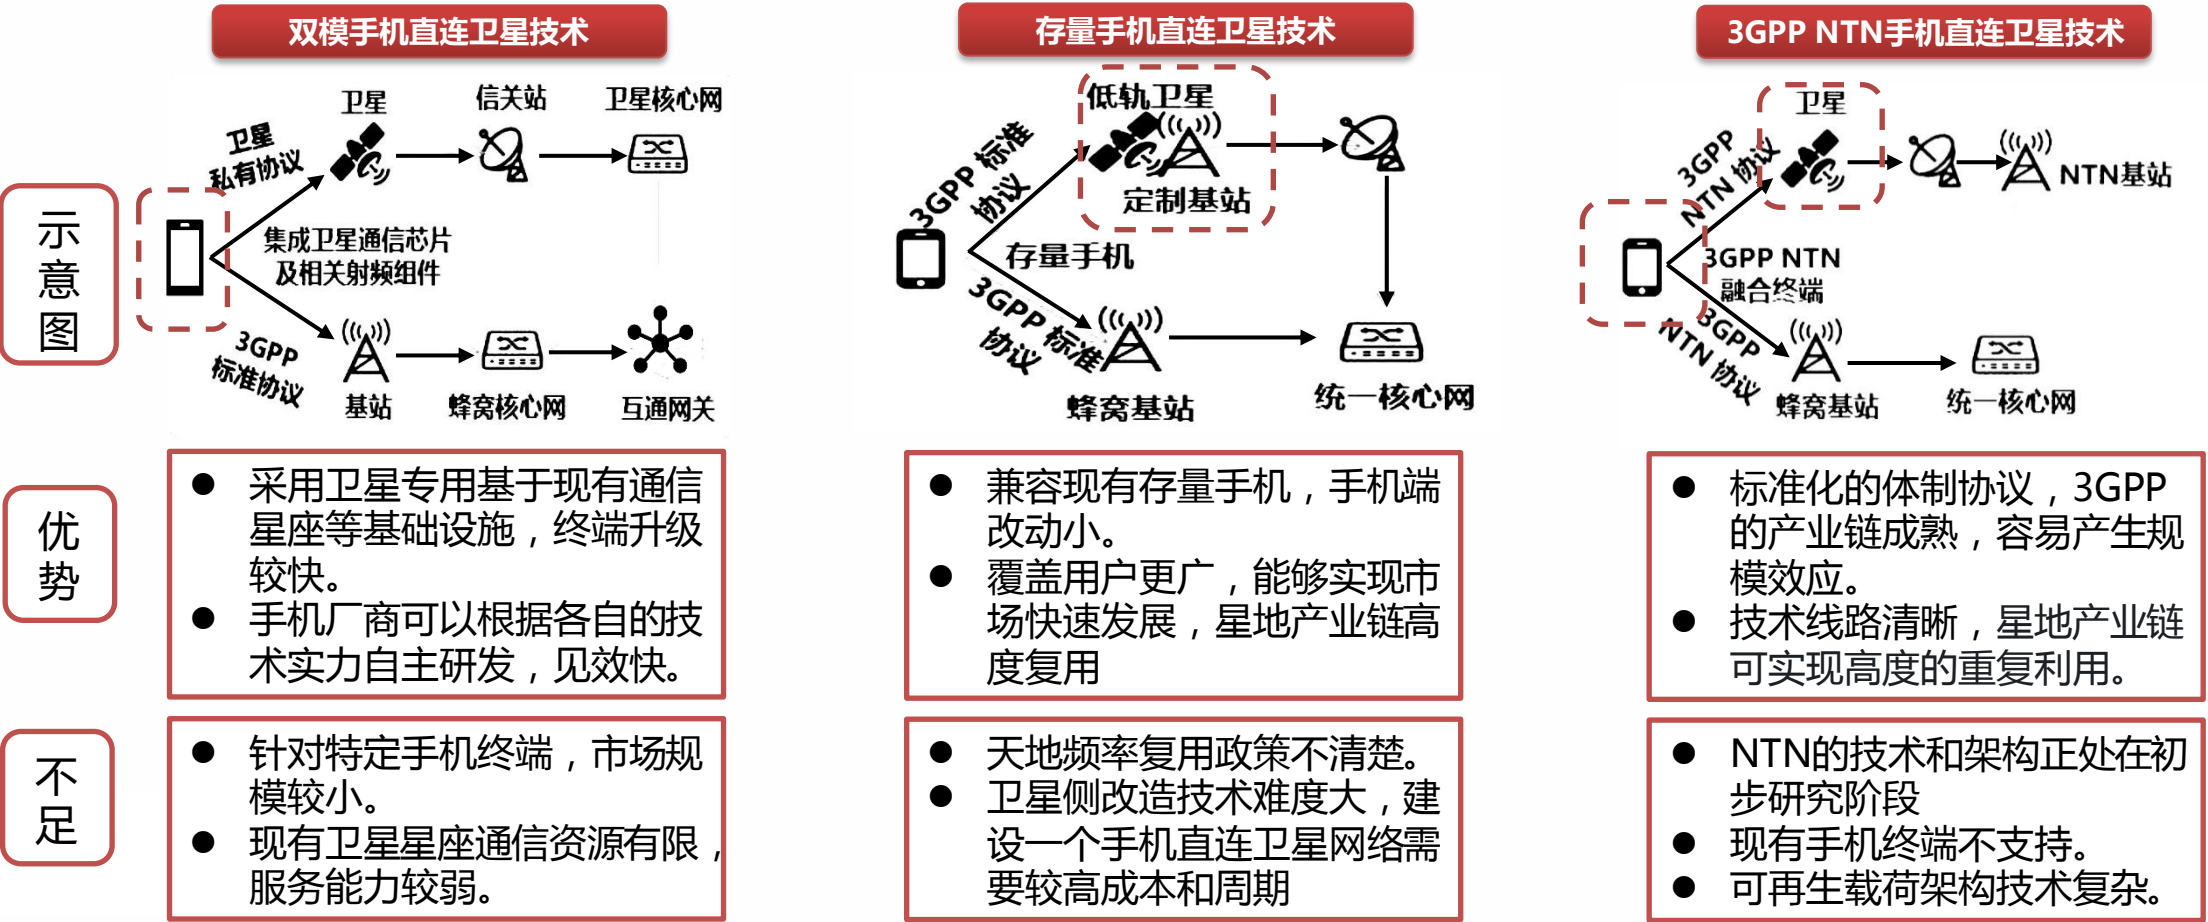 双模手机直连卫星技术
存量手机直连卫星技术
3GPP NTN手机直连卫星技术
示意图
卫星
信关站
卫星核心网
卫星
私有协议
集成卫星通信芯片
及相关射频组件
3GPP
标准协议
基站
蜂窝核心网
互通网关
低轨卫星
3GPP 标准
协议
定制基站
存量手机
3GPP 标准
协议
蜂窝基站
统一核心网
卫星
3GPP
NTN 协议
NTN基站
3GPP NTN
融合终端
3GPP
NTN 协议
蜂窝基站
统一核心网
优势
● 采用卫星专用基于现有通信
星座等基础设施，终端升级
较快。
● 手机厂商可以根据各自的技
术实力自主研发，见效快。
● 兼容现有存量手机，手机端
改动小。
● 覆盖用户更广，能够实现市
场快速发展，星地产业链高
度复用
● 标准化的体制协议，3GPP
的产业链成熟，容易产生规
模效应。
● 技术线路清晰，星地产业链
可实现高度的重复利用。
不足
● 针对特定手机终端，市场规
模较小。
● 现有卫星星座通信资源有限，
服务能力较弱。
● 天地频率复用政策不清楚。
● 卫星侧改造技术难度大，建
设一个手机直连卫星网络需
要较高成本和周期
● NTN的技术和架构正处在初
步研究阶段
● 现有手机终端不支持。
● 可再生载荷架构技术复杂。